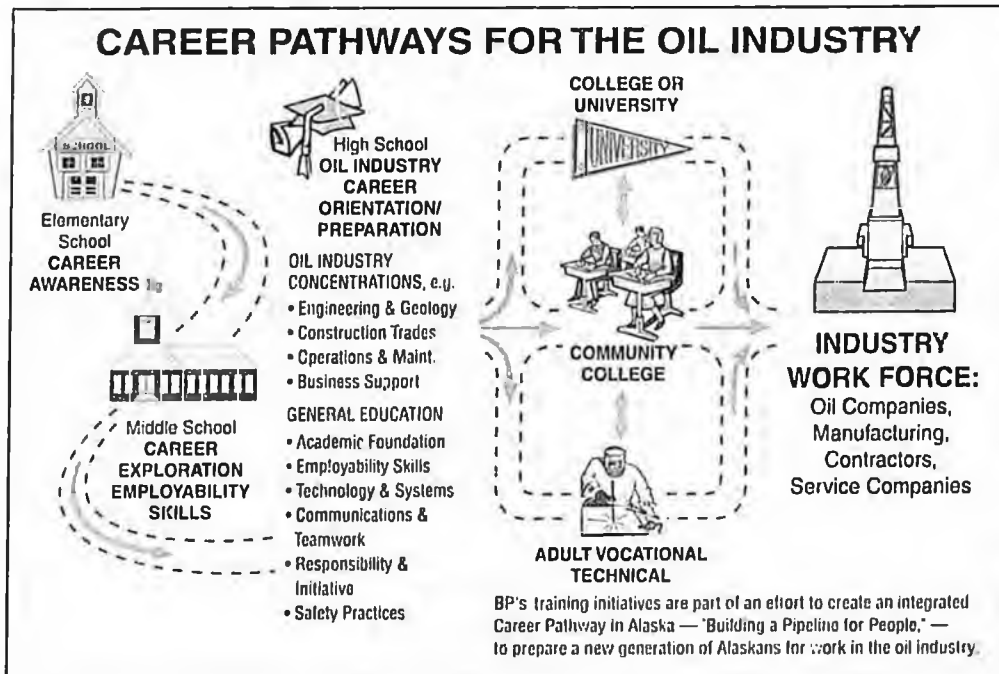 CAREER PATHWAYS FOR THE OIL INDUSTRY
SCHOOL
Elementary
School
CAREER
AWARENESS
Middle School
CAREER
EXPLORATION
EMPLOYABILITY
SKILLS
High School
OIL INDUSTRY
CAREER
ORIENTATION/
PREPARATION
OIL INDUSTRY
CONCENTRATIONS, e.g.
• Engineering & Geology
• Construction Trades
• Operations & Maint.
• Business Support
GENERAL EDUCATION
• Academic Foundation
• Employability Skills
• Technology & Systems
• Communications &
Teamwork
• Responsibility &
Initiative
• Safety Practices
COLLEGE OR
UNIVERSITY
UNIVERSITY
COMMUNITY
COLLEGE
ADULT VOCATIONAL
TECHNICAL
INDUSTRY
WORK FORCE:
Oil Companies,
Manufacturing,
Contractors,
Service Companies
BP's training initiatives are part of an effort to create an integrated
Career Pathway in Alaska — "Building a Pipeline for People," —
to prepare a new generation of Alaskans for work in the oil industry.